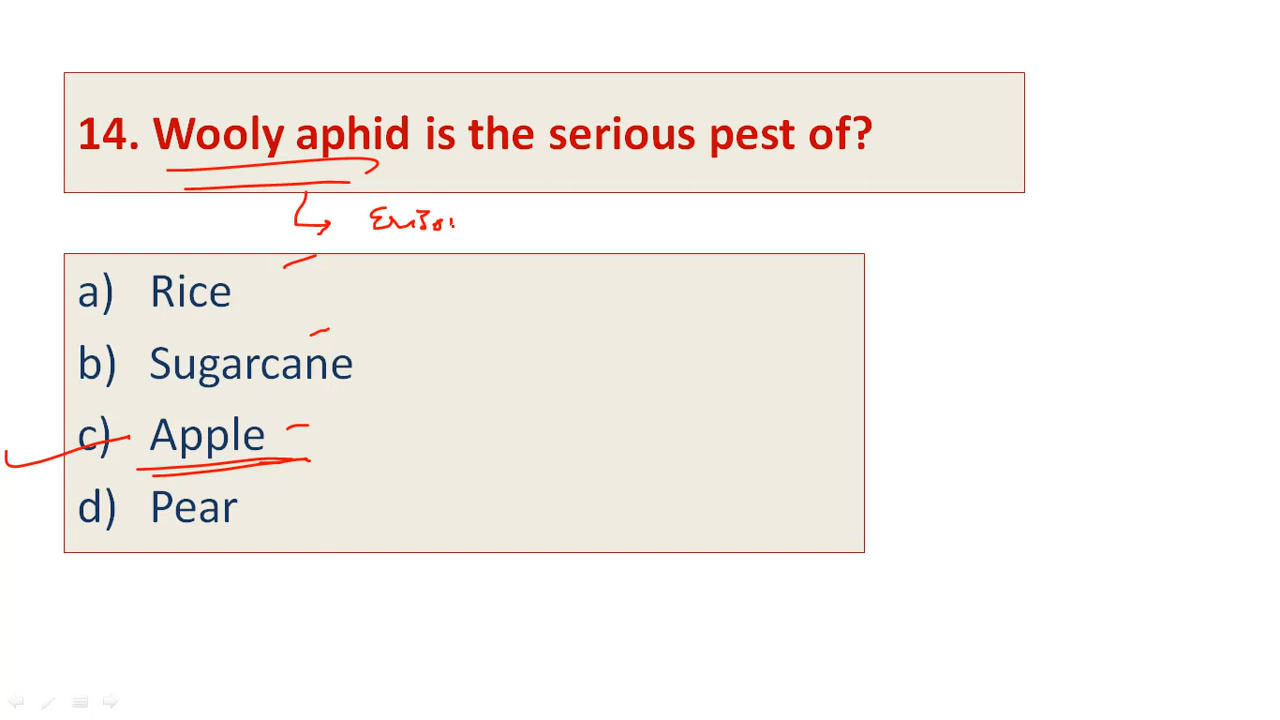 14. Wooly aphid is the serious pest of?
a) Rice
b) Sugarcane
c) Apple
d) Pear